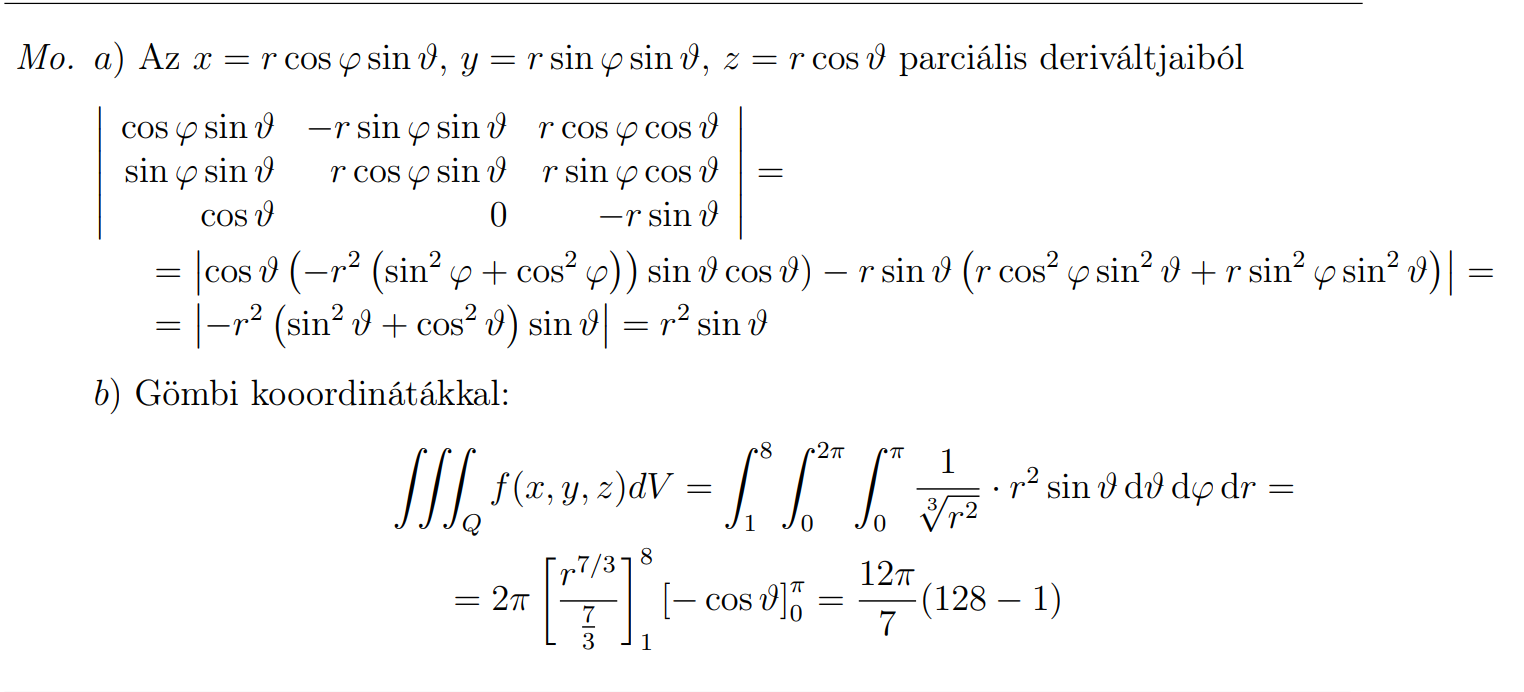 Mo. a) Az x = r cos φ sin ϑ, y = r sin φ sin ϑ, z = r cos ϑ parciális deriváltjaiból
| cos φ sin ϑ −r sin φ sin ϑ r cos φ cos ϑ |
| sin φ sin ϑ r cos φ sin ϑ r sin φ cos ϑ | =
| cos ϑ 0 −r sin ϑ |
= |cos ϑ (−r² (sin² φ + cos² φ)) sin ϑ cos ϑ) − r sin ϑ (r cos² φ sin² ϑ + r sin² φ sin² ϑ)| =
= |−r² (sin² ϑ + cos² ϑ) sin ϑ| = r² sin ϑ
b) Gömbi kooordinátákkal:
∭_Q f(x, y, z)dV = ∫_1^8 ∫_0^{2π} ∫_0^π 1/∛(r²) · r² sin ϑ dϑ dφ dr =
= 2π [r^{7/3} / (7/3)]_1^8 [− cos ϑ]_0^π = 12π/7 (128 − 1)